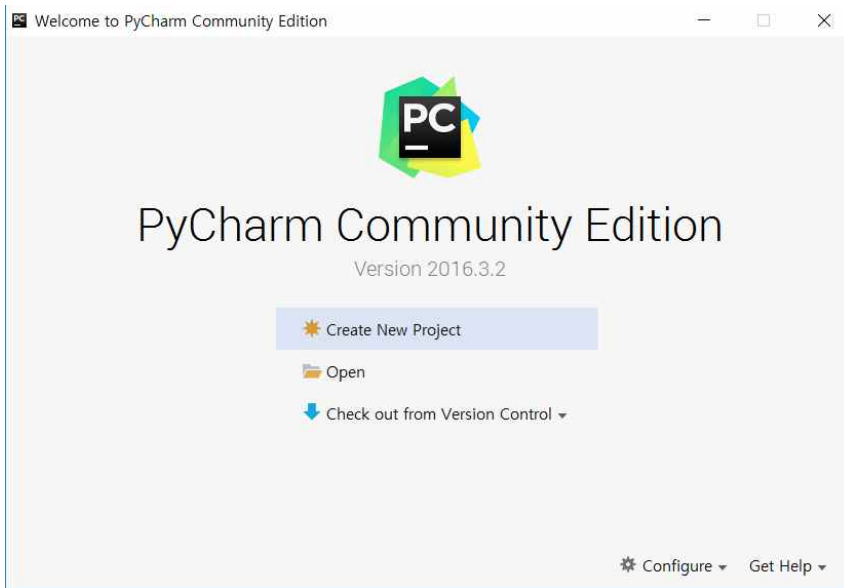 Welcome to PyCharm Community Edition
PC
PyCharm Community Edition
Version 2016.3.2
Create New Project
Open
Check out from Version Control
Configure Get Help